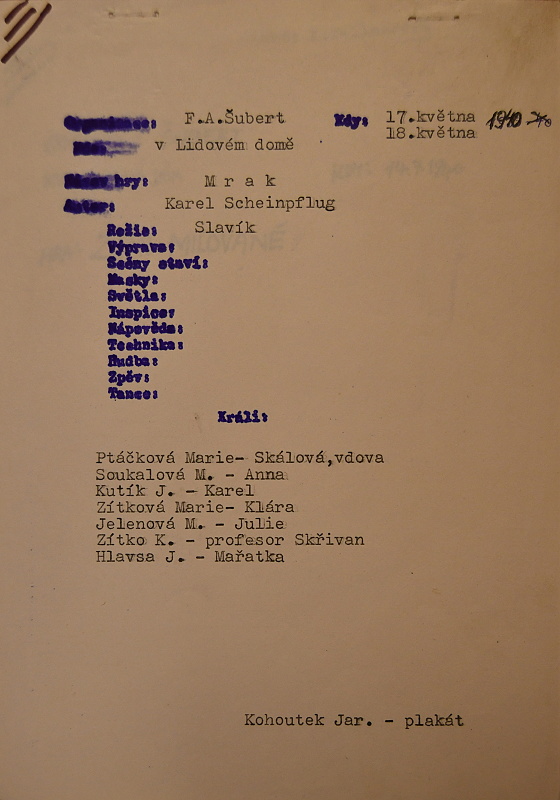 Organizace: F.A.Šubert Kdy: 17.května 1940
v Lidovém domě 18.května
Název hry: M r a k
Autor: Karel Scheinpflug
Režie: Slavík
Výprava:
Scény staví:
Masky:
Světla:
Inspice:
Nápověda:
Technika:
Hudba:
Zpěv:
Tance:
Hráli:
Ptáčková Marie- Skálová,vdova
Soukalová M. - Anna
Kutík J. - Karel
Zítková Marie- Klára
Jelenová M. - Julie
Zítko K. - profesor Skřivan
Hlavsa J. - Mařatka
Kohoutek Jar. - plakát